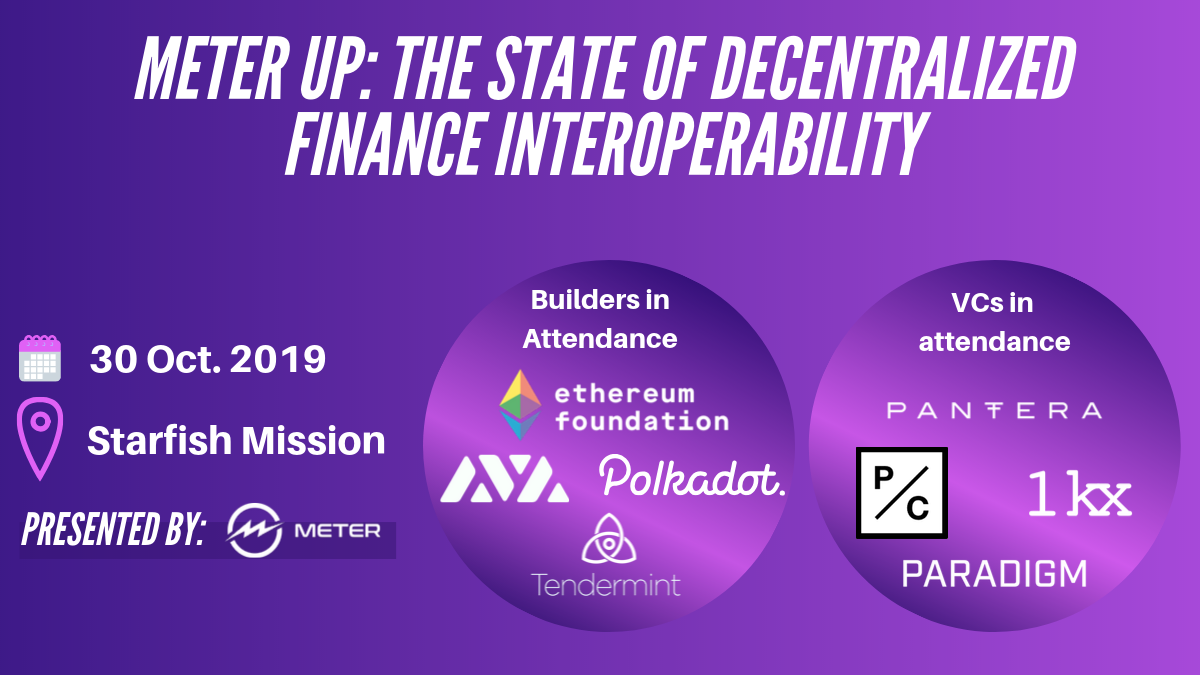 METER UP: THE STATE OF DECENTRALIZED
FINANCE INTEROPERABILITY
30 Oct. 2019
Starfish Mission
PRESENTED BY:
METER
Builders in
Attendance
ethereum
foundation
AVA
Polkadot.
Tendermint
VCs in
attendance
PANTERA
P/C
1kx
PARADIGM